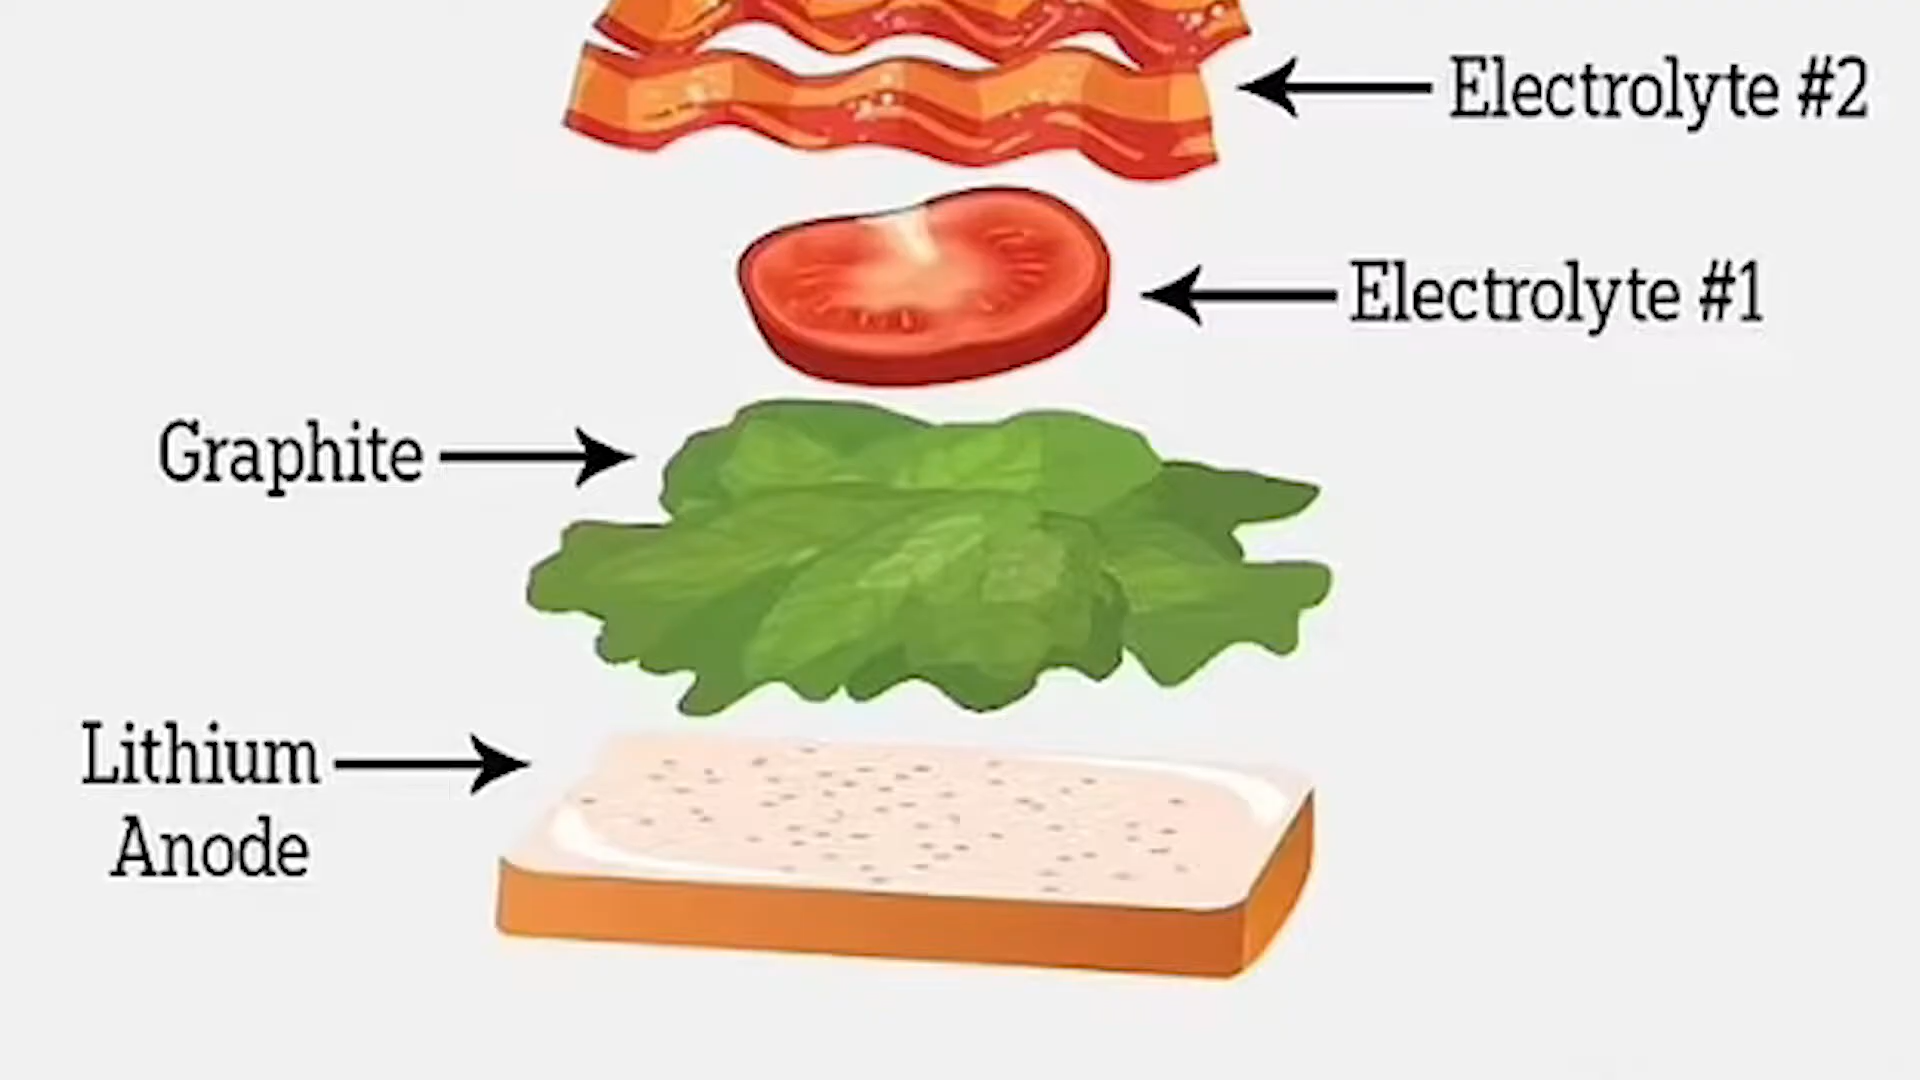 Electrolyte #2
Electrolyte #1
Graphite
Lithium
Anode